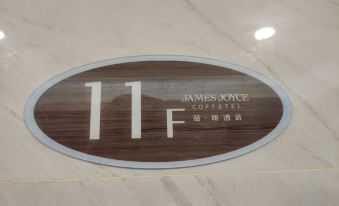 11F
JAMES JOYCE
COFFETEL
喆·啡酒店